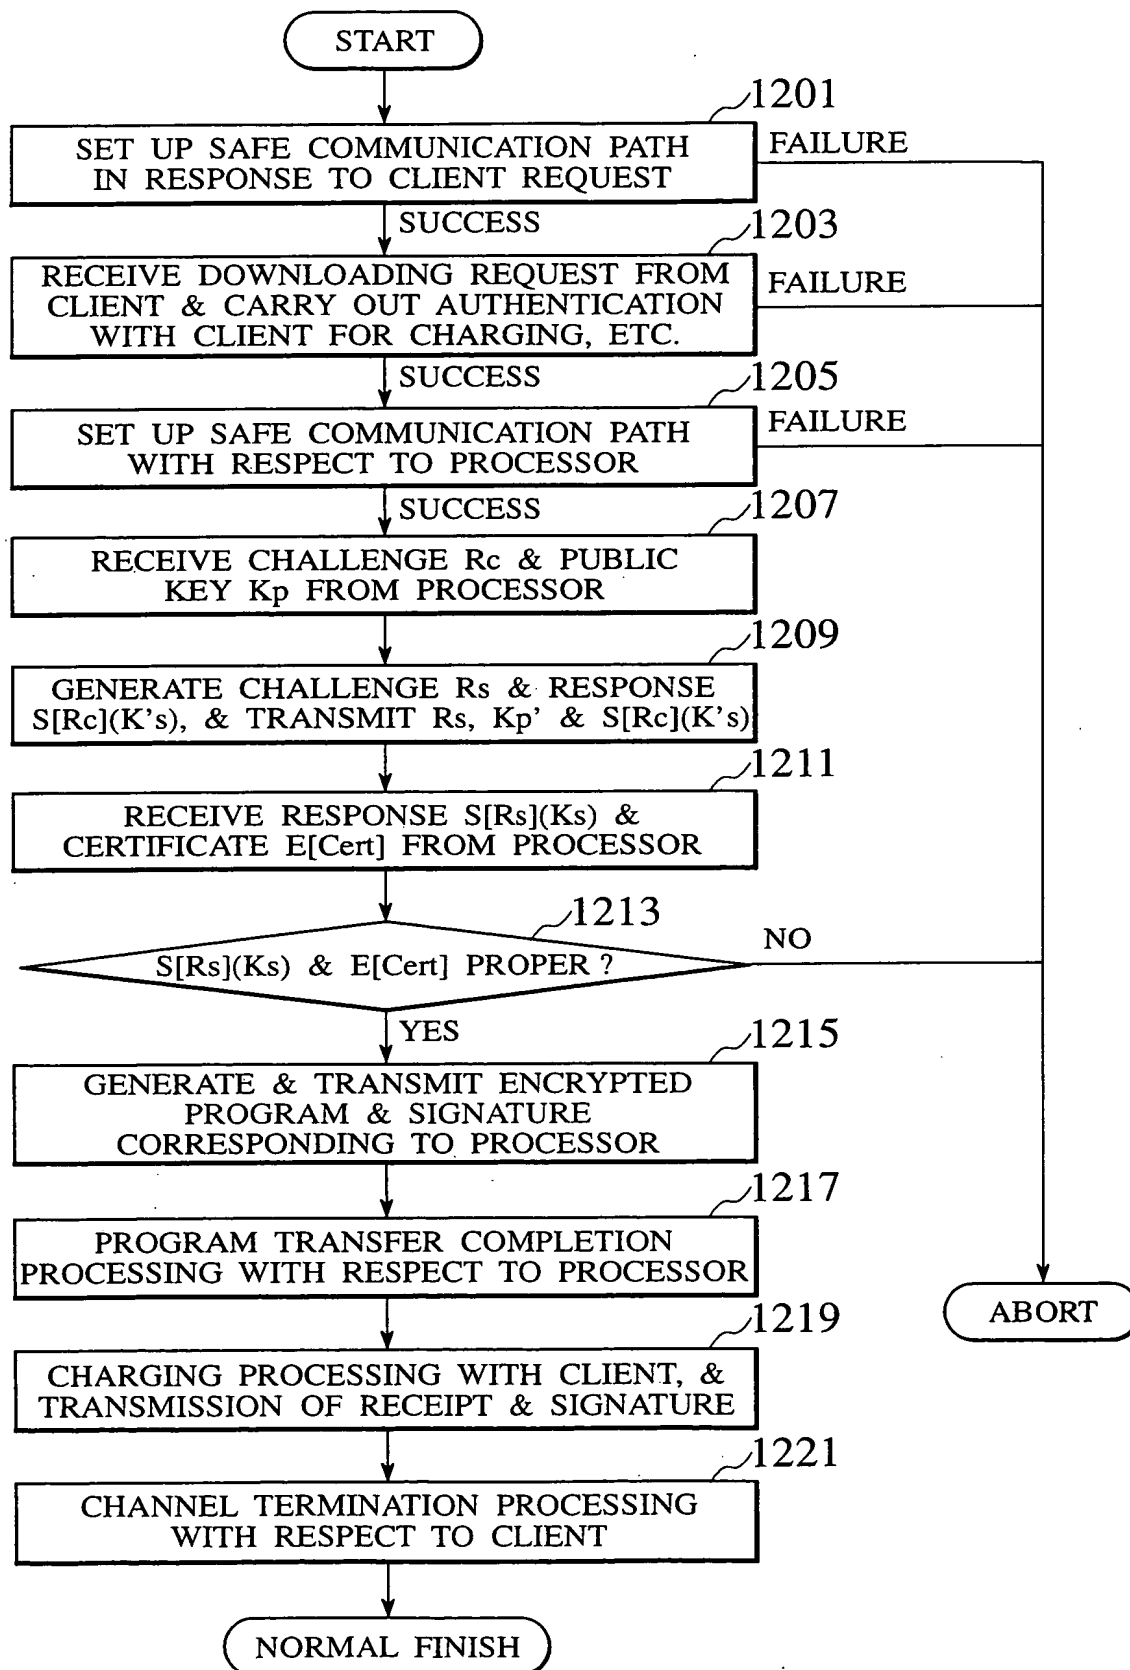 START
1201
SET UP SAFE COMMUNICATION PATH
IN RESPONSE TO CLIENT REQUEST
FAILURE
SUCCESS
1203
RECEIVE DOWNLOADING REQUEST FROM
CLIENT & CARRY OUT AUTHENTICATION
WITH CLIENT FOR CHARGING, ETC.
FAILURE
SUCCESS
1205
SET UP SAFE COMMUNICATION PATH
WITH RESPECT TO PROCESSOR
FAILURE
SUCCESS
1207
RECEIVE CHALLENGE Rc & PUBLIC
KEY Kp FROM PROCESSOR
1209
GENERATE CHALLENGE Rs & RESPONSE
S[Rc](K's), & TRANSMIT Rs, Kp' & S[Rc](K's)
1211
RECEIVE RESPONSE S[Rs](Ks) &
CERTIFICATE E[Cert] FROM PROCESSOR
1213
S[Rs](Ks) & E[Cert] PROPER ?
NO
YES
1215
GENERATE & TRANSMIT ENCRYPTED
PROGRAM & SIGNATURE
CORRESPONDING TO PROCESSOR
1217
PROGRAM TRANSFER COMPLETION
PROCESSING WITH RESPECT TO PROCESSOR
ABORT
1219
CHARGING PROCESSING WITH CLIENT, &
TRANSMISSION OF RECEIPT & SIGNATURE
1221
CHANNEL TERMINATION PROCESSING
WITH RESPECT TO CLIENT
NORMAL FINISH